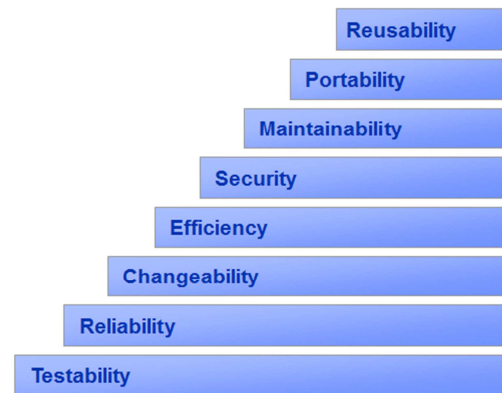 Reusability
Portability
Maintainability
Security
Efficiency
Changeability
Reliability
Testability